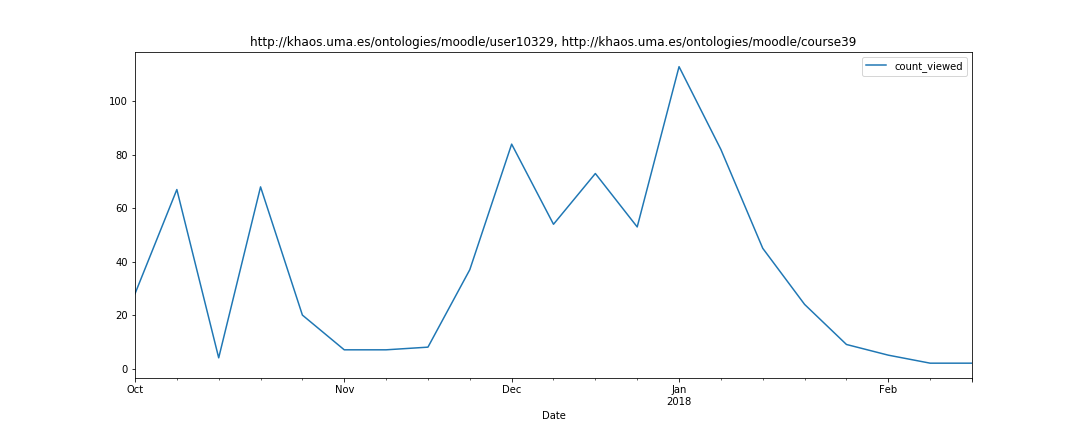 http://khaos.uma.es/ontologies/moodle/user10329, http://khaos.uma.es/ontologies/moodle/course39
count_viewed
100
80
60
40
20
0
Oct Nov Dec Jan Feb
2018
Date